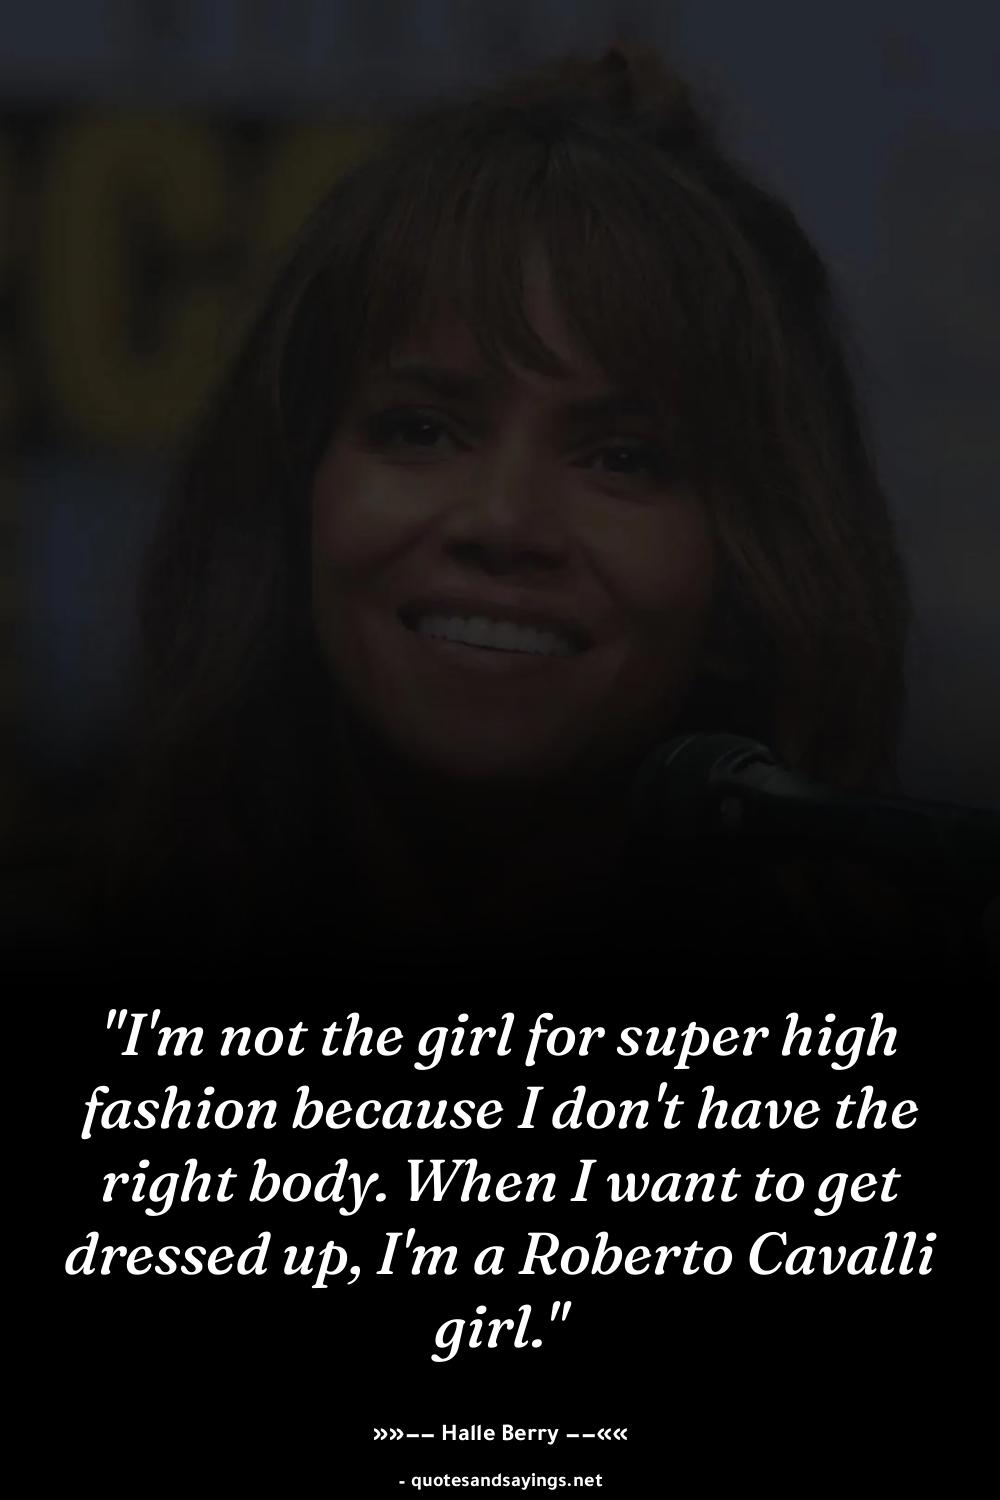 "I'm not the girl for super high
fashion because I don't have the
right body. When I want to get
dressed up, I'm a Roberto Cavalli
girl."
»»−− Halle Berry −−««
- quotesandsayings.net